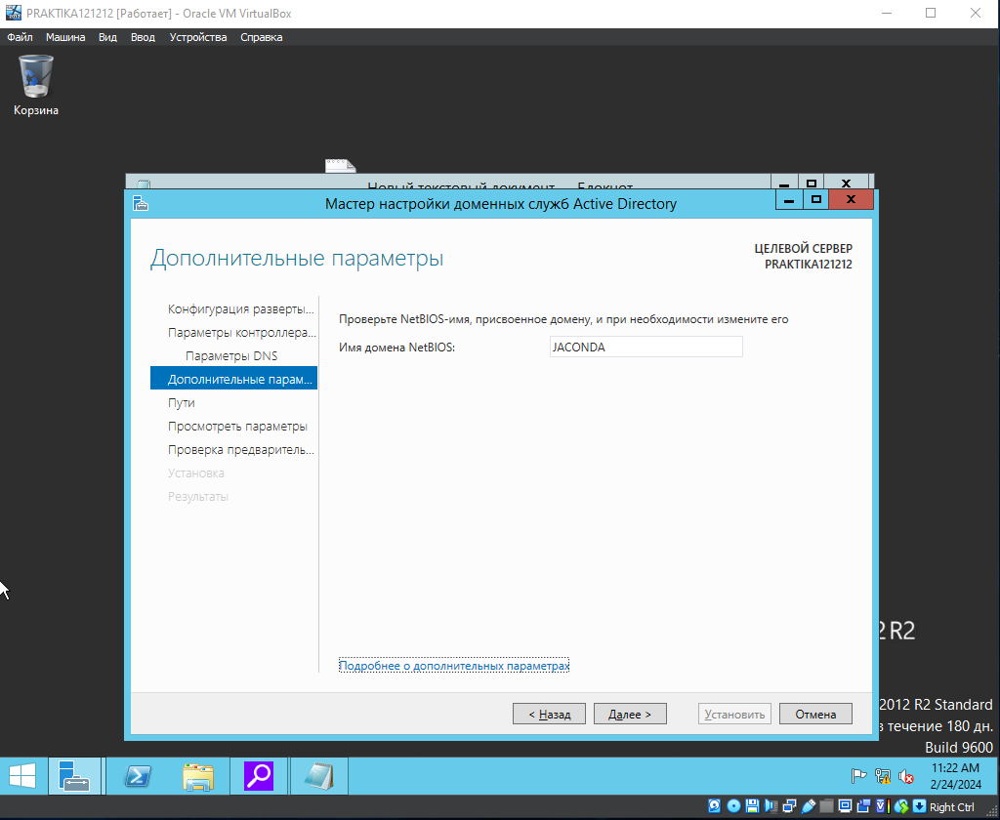 PRAKTIKA121212 [Работает] - Oracle VM VirtualBox
Файл Машина Вид Ввод Устройства Справка
Корзина
Новый текстовый документ — Блокнот
Мастер настройки доменных служб Active Directory
Дополнительные параметры
ЦЕЛЕВОЙ СЕРВЕР
PRAKTIKA121212
Конфигурация разверты...
Параметры контроллера...
Параметры DNS
Дополнительные парам...
Пути
Просмотреть параметры
Проверка предваритель...
Установка
Результаты
Проверьте NetBIOS-имя, присвоенное домену, и при необходимости измените его
Имя домена NetBIOS:
JACONDA
Подробнее о дополнительных параметрах
< Назад
Далее >
Установить
Отмена
2 R2
2012 R2 Standard
в течение 180 дн.
Build 9600
11:22 AM
2/24/2024
Right Ctrl